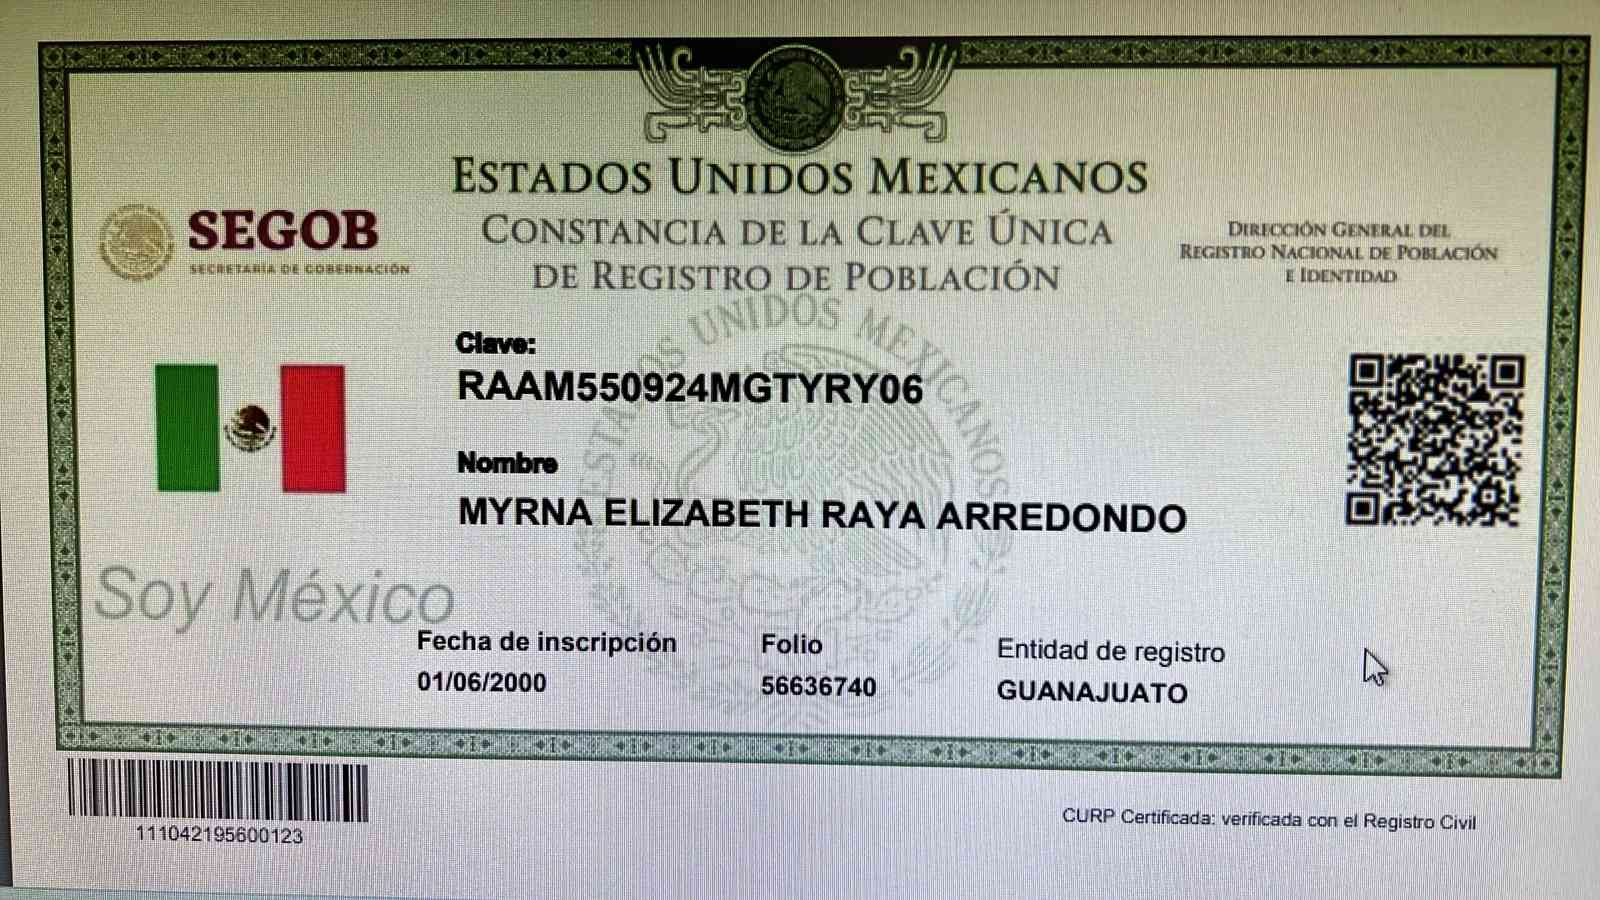 ESTADOS UNIDOS MEXICANOS
CONSTANCIA DE LA CLAVE ÚNICA
DE REGISTRO DE POBLACIÓN
SEGOB
SECRETARÍA DE GOBERNACIÓN
DIRECCIÓN GENERAL DEL
REGISTRO NACIONAL DE POBLACIÓN
E IDENTIDAD
ESTADOS UNIDOS MEXICANOS
Clave:
RAAM550924MGTYRY06
Nombre
MYRNA ELIZABETH RAYA ARREDONDO
Soy México
Fecha de inscripción
01/06/2000
Folio
56636740
Entidad de registro
GUANAJUATO
111042195600123
CURP Certificada: verificada con el Registro Civil